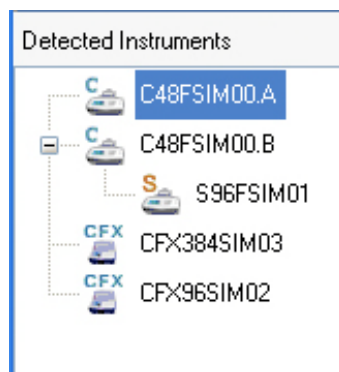 Detected Instruments
C C48FSIM00.A
C C48FSIM00.B
S S96FSIM01
CFX CFX384SIM03
CFX CFX96SIM02